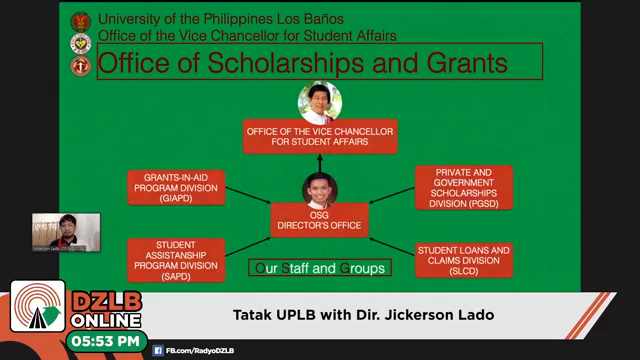 University of the Philippines Los Baños
Office of the Vice Chancellor for Student Affairs
Office of Scholarships and Grants
OFFICE OF THE VICE CHANCELLOR
FOR STUDENT AFFAIRS
GRANTS-IN-AID
PROGRAM DIVISION
(GIAPD)
PRIVATE AND
GOVERNMENT
SCHOLARSHIPS
DIVISION (PGSD)
OSG
DIRECTOR'S OFFICE
STUDENT
ASSISTANSHIP
PROGRAM DIVISION
(SAPD)
STUDENT LOANS AND
CLAIMS DIVISION
(SLCD)
Our Staff and Groups
DZLB
ONLINE
05:53 PM
Tatak UPLB with Dir. Jickerson Lado
FB.com/RadyoDZLB